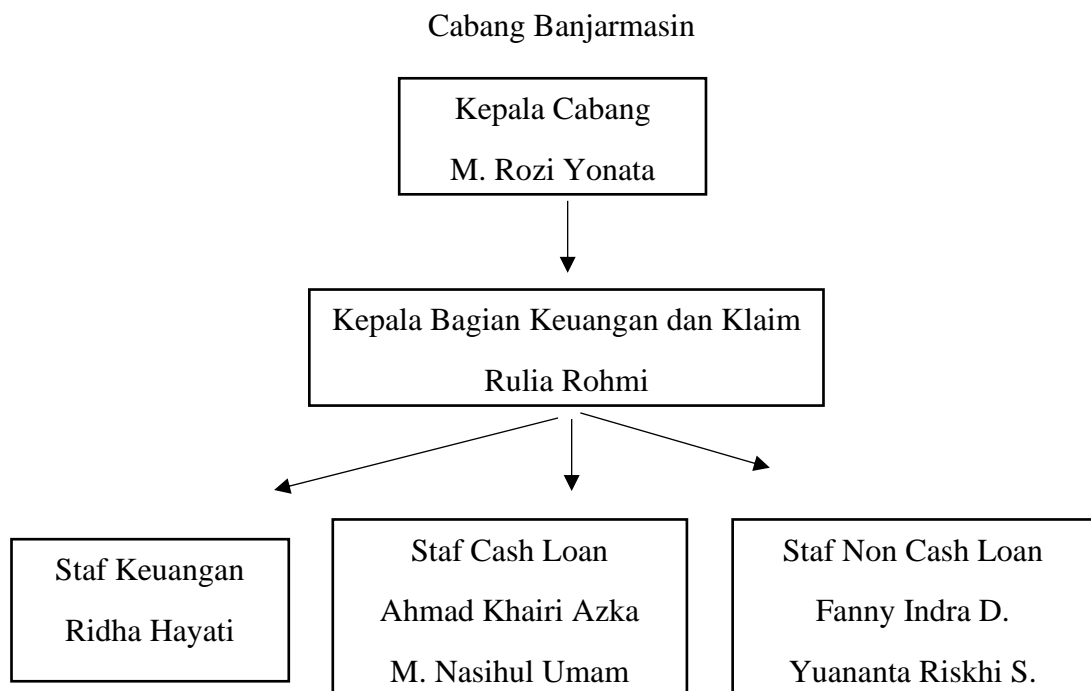 Cabang Banjarmasin
Kepala Cabang
M. Rozi Yonata
Kepala Bagian Keuangan dan Klaim
Rulia Rohmi
Staf Keuangan
Ridha Hayati
Staf Cash Loan
Ahmad Khairi Azka
M. Nasihul Umam
Staf Non Cash Loan
Fanny Indra D.
Yuananta Riskhi S.